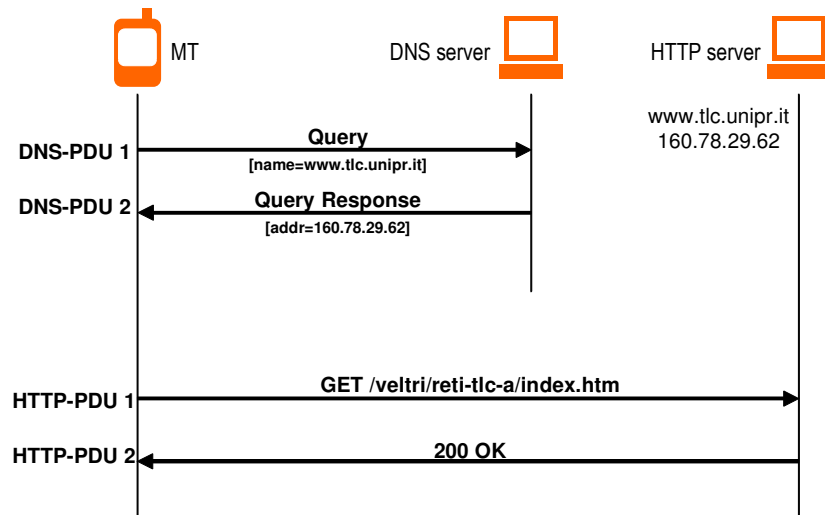 MT
DNS server
HTTP server
www.tlc.unipr.it
160.78.29.62
DNS-PDU 1
Query
[name=www.tlc.unipr.it]
DNS-PDU 2
Query Response
[addr=160.78.29.62]
HTTP-PDU 1
GET /veltri/reti-tlc-a/index.htm
HTTP-PDU 2
200 OK